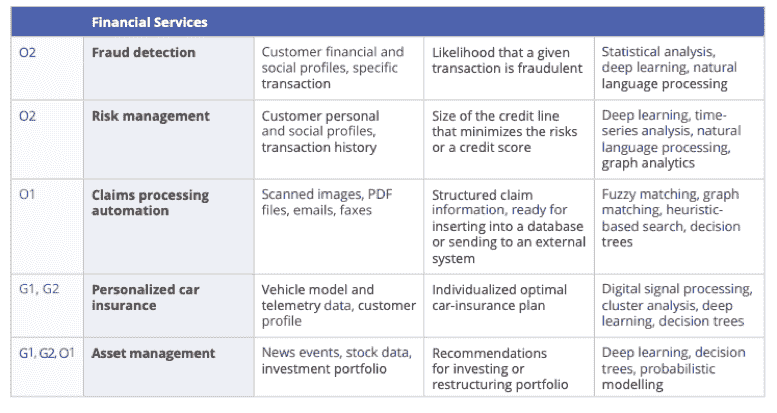 Financial Services
O2
Fraud detection
Customer financial and
social profiles, specific
transaction
Likelihood that a given
transaction is fraudulent
Statistical analysis,
deep learning, natural
language processing
O2
Risk management
Customer personal
and social profiles,
transaction history
Size of the credit line
that minimizes the risks
or a credit score
Deep learning, time-
series analysis, natural
language processing,
graph analytics
O1
Claims processing
automation
Scanned images, PDF
files, emails, faxes
Structured claim
information, ready for
inserting into a database
or sending to an external
system
Fuzzy matching, graph
matching, heuristic-
based search, decision
trees
G1, G2
Personalized car
insurance
Vehicle model and
telemetry data, customer
profile
Individualized optimal
car-insurance plan
Digital signal processing,
cluster analysis, deep
learning, decision trees
G1, G2, O1
Asset management
News events, stock data,
investment portfolio
Recommendations
for investing or
restructuring portfolio
Deep learning, decision
trees, probabilistic
modelling